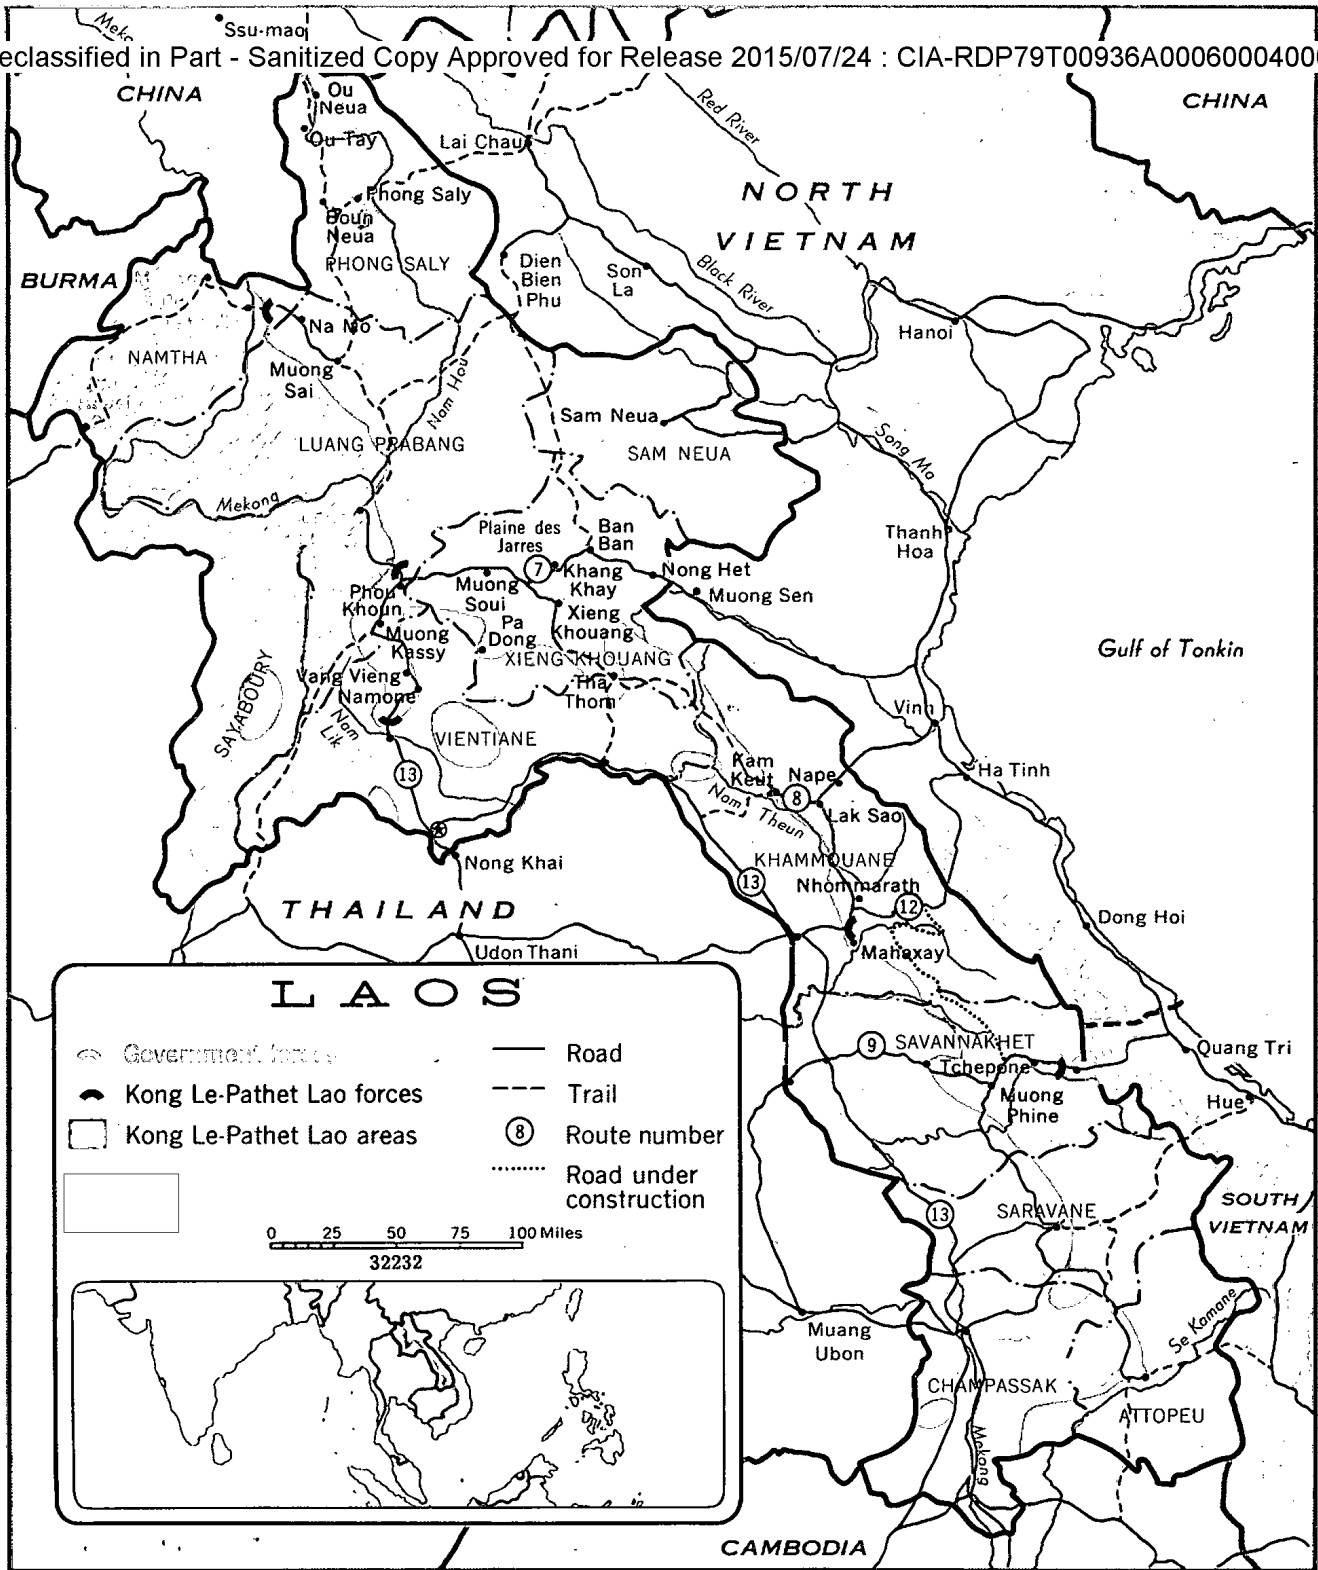 Ssu-mao
eclassified in Part - Sanitized Copy Approved for Release 2015/07/24 : CIA-RDP79T00936A0006000400
CHINA
Ou
Neua
Ou Tay
Lai Chau
Red River
CHINA
Phong Saly
Boun
Neua
PHONG SALY
NORTH
VIETNAM
BURMA
Dien
Bien
Phu
Son
La
Black River
Hanoi
Na Mo
NAMTHA
Muong
Sai
Nam Hou
LUANG PRABANG
Sam Neua
SAM NEUA
Song Ma
Mekong
Thanh
Hoa
Plaine des
Jarres
Ban
Ban
7
Khang
Khay
Nong Het
Muong Sen
Phou
Khoun
Muong
Soui
Pa
Dong
Xieng
Khouang
XIENG KHOUANG
Muong
Kassy
Vang Vieng
Namone
Tha
Thom
Gulf of Tonkin
SAYABOURY
Nam
Lik
VIENTIANE
13
Vinh
Ha Tinh
Kam
Keut
Nape
8
Nam
Theun
Lak Sao
KHAMMOUANE
Nhommarath
13
12
Nong Khai
THAILAND
Udon Thani
Dong Hoi
Mahaxay
LAOS
Government forces
Kong Le-Pathet Lao forces
Kong Le-Pathet Lao areas
Road
Trail
8 Route number
Road under
construction
0 25 50 75 100 Miles
32232
9
SAVANNAKHET
Tchepone
Muong
Phine
Quang Tri
Hue
13
SARAVANE
SOUTH
VIETNAM
Muang
Ubon
Se Kamane
CHAMPASSAK
ATTOPEU
Mekong
CAMBODIA